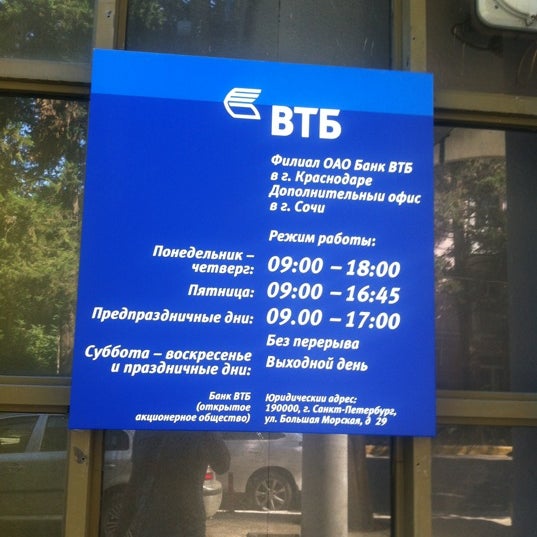 ВТБ
Филиал ОАО Банк ВТБ
в г. Краснодаре
Дополнительный офис
в г. Сочи
Режим работы:
Понедельник –
четверг: 09:00 – 18:00
Пятница: 09:00 – 16:45
Предпраздничные дни: 09.00 – 17:00
Без перерыва
Суббота – воскресенье
и праздничные дни: Выходной день
Банк ВТБ
(открытое
акционерное общество)
Юридический адрес:
190000, г. Санкт-Петербург,
ул. Большая Морская, д 29